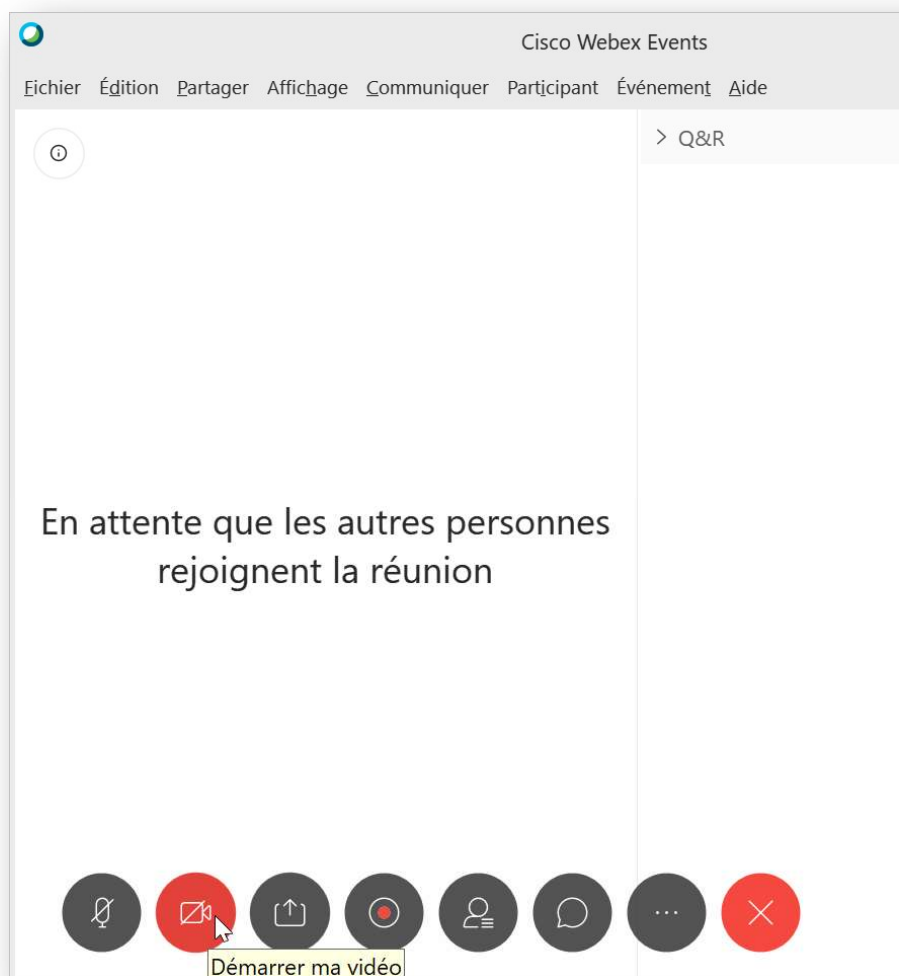 Cisco Webex Events
Fichier Édition Partager Affichage Communiquer Participant Événement Aide
Q&R
En attente que les autres personnes
rejoignent la réunion
Démarrer ma vidéo